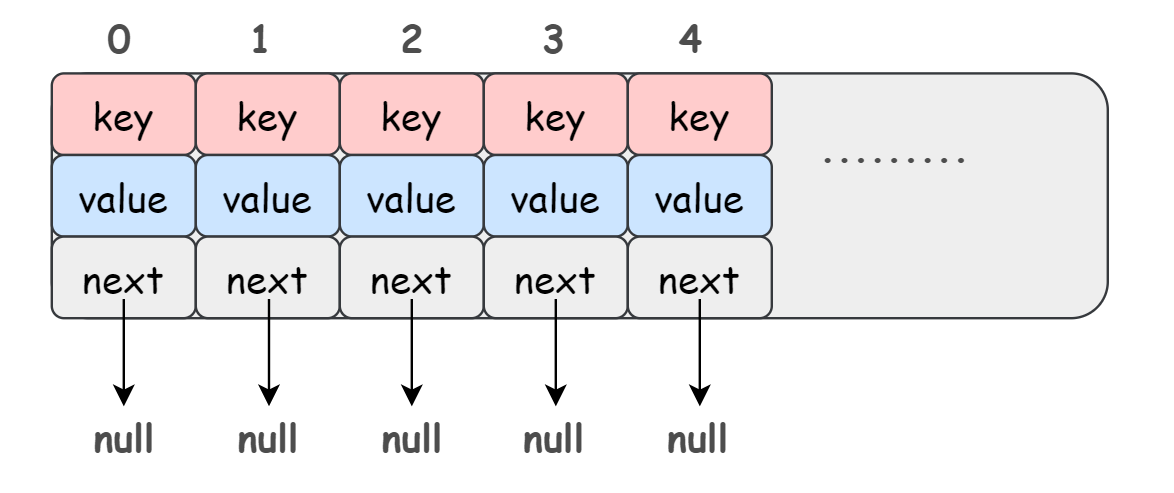 0 1 2 3 4
key key key key key
.........
value value value value value
next next next next next
null null null null null